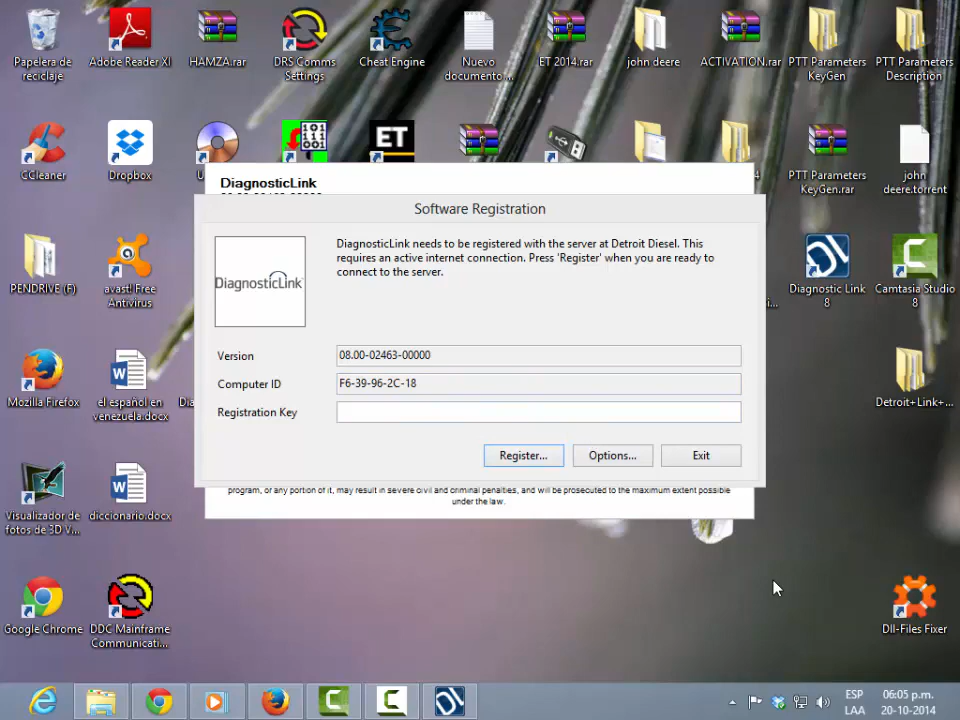 Papelera de reciclaje
Adobe Reader XI
HAMZA.rar
DRS Comms Settings
Cheat Engine
Nuevo documento...
ET 2014.rar
john deere
ACTIVATION.rar
PTT Parameters KeyGen
PTT Parameters Description
CCleaner
Dropbox
ET
PTT Parameters KeyGen.rar
john deere.torrent
DiagnosticLink
Software Registration
DiagnosticLink
DiagnosticLink needs to be registered with the server at Detroit Diesel. This
requires an active internet connection. Press 'Register' when you are ready to
connect to the server.
Version
08.00-02463-00000
Computer ID
F6-39-96-2C-18
Registration Key
Register...
Options...
Exit
program, or any portion of it, may result in severe civil and criminal penalties, and will be prosecuted to the maximum extent possible
under the law.
PENDRIVE (F)
avast! Free Antivirus
Diagnostic Link 8
Camtasia Studio 8
Mozilla Firefox
el español en venezuela.docx
Detroit+Link+...
Visualizador de fotos de 3D V...
diccionario.docx
Google Chrome
DDC Mainframe Communicati...
Dll-Files Fixer
ESP
LAA
06:05 p.m.
20-10-2014